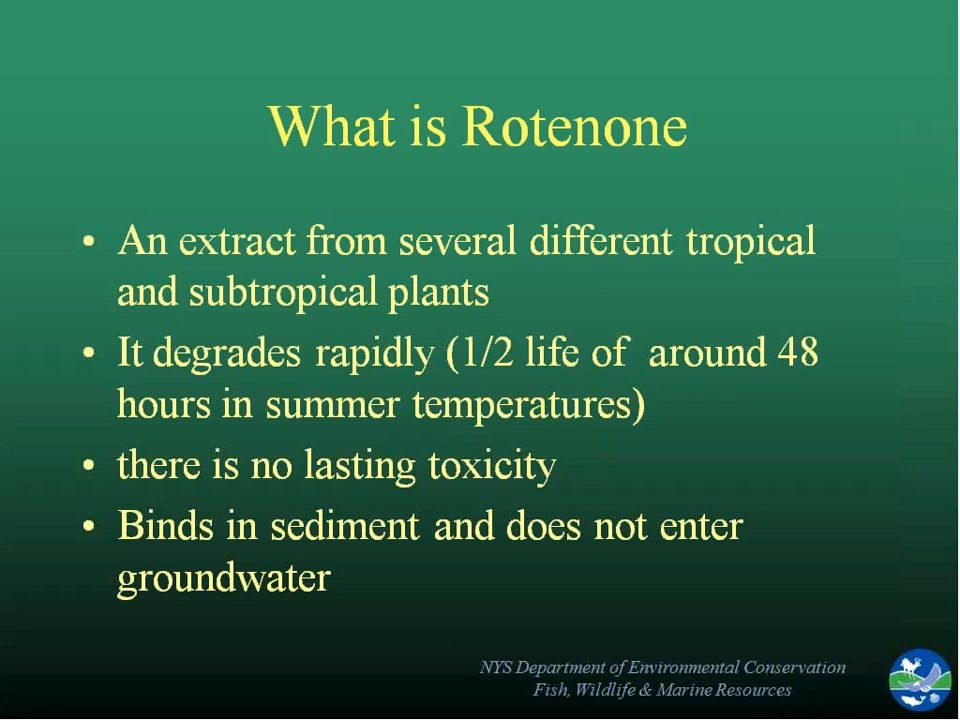 What is Rotenone
• An extract from several different tropical
and subtropical plants
• It degrades rapidly (1/2 life of around 48
hours in summer temperatures)
• there is no lasting toxicity
• Binds in sediment and does not enter
groundwater
NYS Department of Environmental Conservation
Fish, Wildlife & Marine Resources